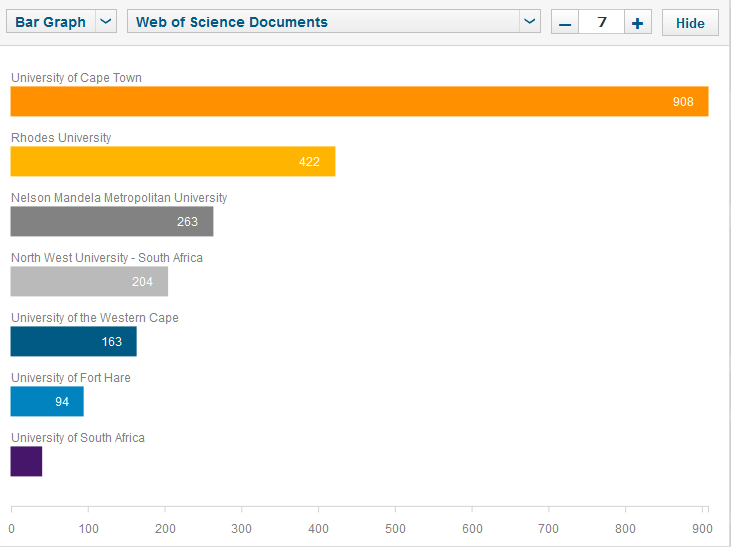 Bar Graph Web of Science Documents – 7 + Hide
University of Cape Town
908
Rhodes University
422
Nelson Mandela Metropolitan University
263
North West University - South Africa
204
University of the Western Cape
163
University of Fort Hare
94
University of South Africa
0 100 200 300 400 500 600 700 800 900